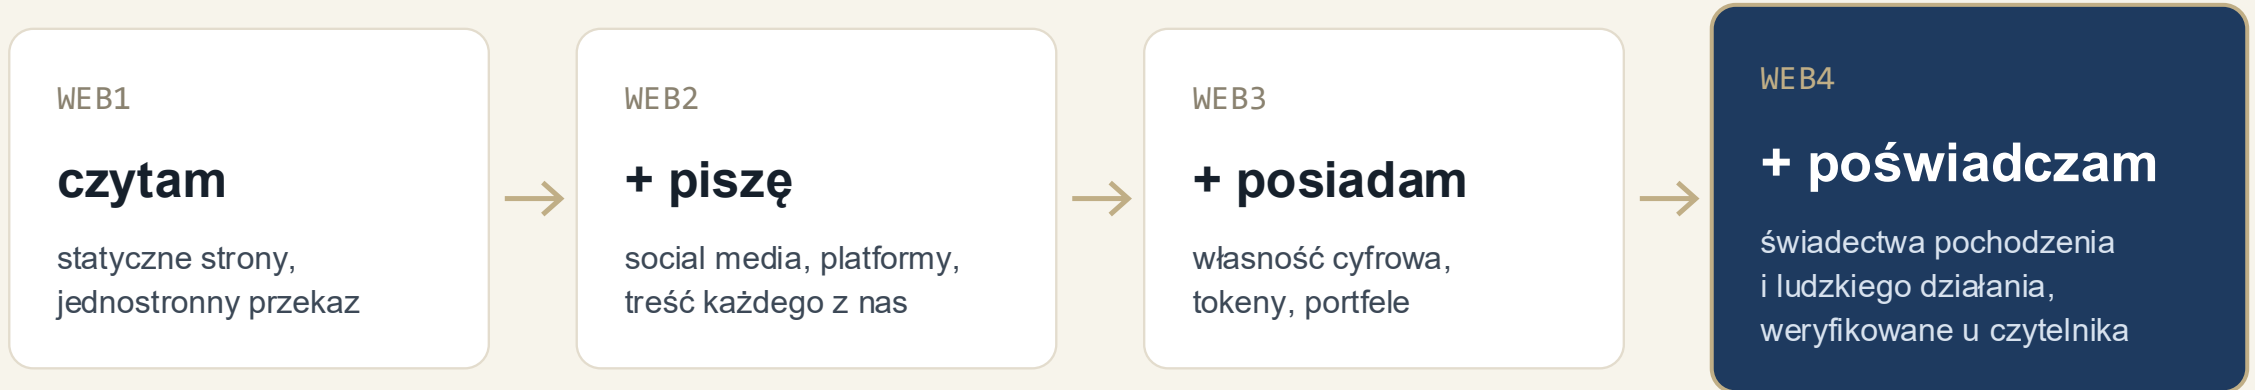 WEB1
czytam
statyczne strony,
jednostronny przekaz
WEB2
+ piszę
social media, platformy,
treść każdego z nas
WEB3
+ posiadam
własność cyfrowa,
tokeny, portfele
WEB4
+ poświadczam
świadectwa pochodzenia
i ludzkiego działania,
weryfikowane u czytelnika